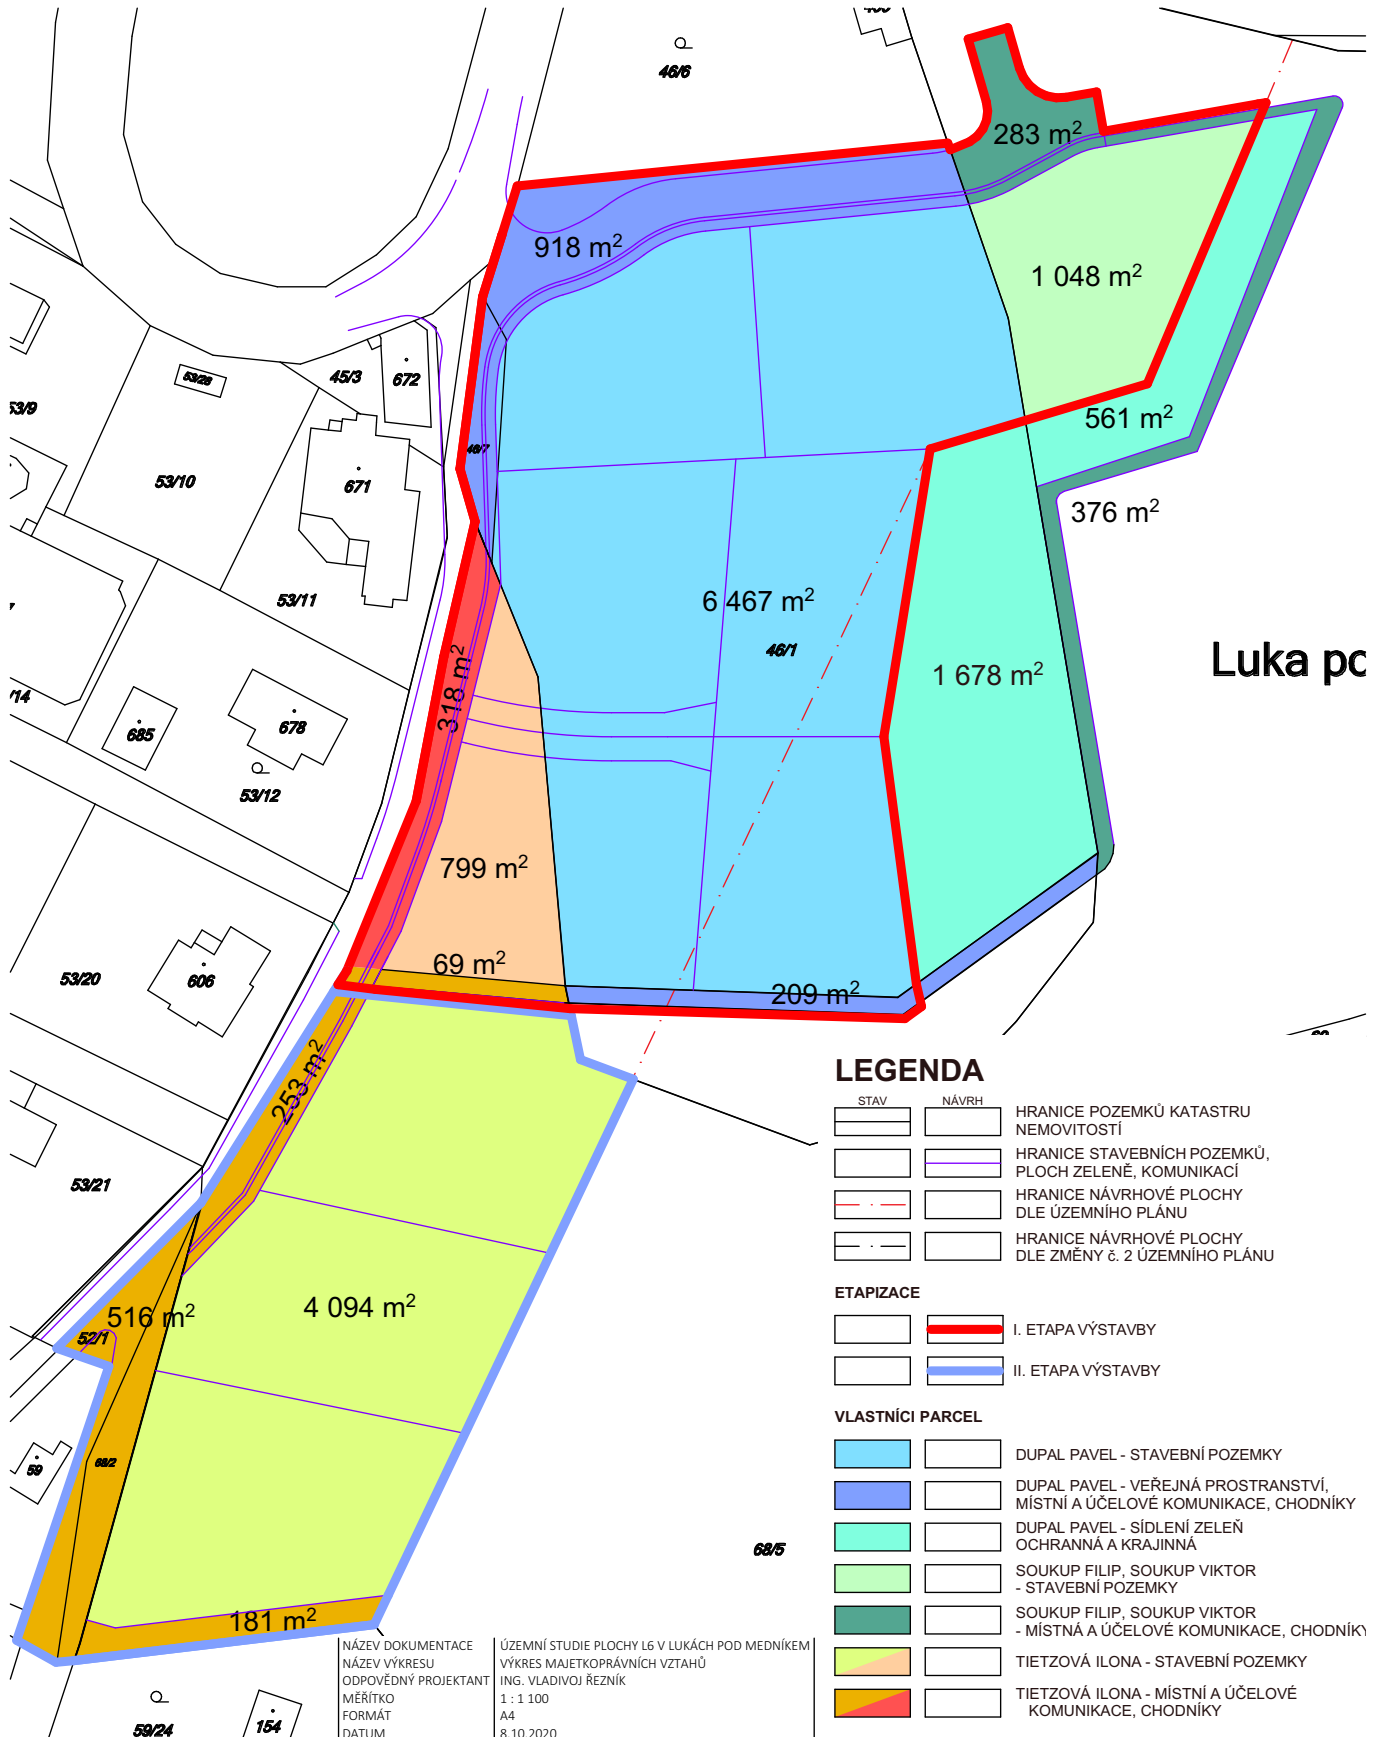 46/6
283 m²
918 m²
1 048 m²
53/28
45/3
672
53/9
46/7
561 m²
53/10
671
376 m²
53/11
6 467 m²
46/1
Luka po
318 m²
1 678 m²
/14
685
678
53/12
799 m²
69 m²
53/20
606
209 m²
253 m²
53/21
516 m²
4 094 m²
52/1
59
68/2
68/5
181 m²
59/24
154
LEGENDA
STAV NÁVRH
HRANICE POZEMKŮ KATASTRU
NEMOVITOSTÍ
HRANICE STAVEBNÍCH POZEMKŮ,
PLOCH ZELENĚ, KOMUNIKACÍ
HRANICE NÁVRHOVÉ PLOCHY
DLE ÚZEMNÍHO PLÁNU
HRANICE NÁVRHOVÉ PLOCHY
DLE ZMĚNY č. 2 ÚZEMNÍHO PLÁNU
ETAPIZACE
I. ETAPA VÝSTAVBY
II. ETAPA VÝSTAVBY
VLASTNÍCI PARCEL
DUPAL PAVEL - STAVEBNÍ POZEMKY
DUPAL PAVEL - VEŘEJNÁ PROSTRANSTVÍ,
MÍSTNÍ A ÚČELOVÉ KOMUNIKACE, CHODNÍKY
DUPAL PAVEL - SÍDLENÍ ZELEŇ
OCHRANNÁ A KRAJINNÁ
SOUKUP FILIP, SOUKUP VIKTOR
- STAVEBNÍ POZEMKY
SOUKUP FILIP, SOUKUP VIKTOR
- MÍSTNÁ A ÚČELOVÉ KOMUNIKACE, CHODNÍKY
TIETZOVÁ ILONA - STAVEBNÍ POZEMKY
TIETZOVÁ ILONA - MÍSTNÍ A ÚČELOVÉ
KOMUNIKACE, CHODNÍKY
NÁZEV DOKUMENTACE ÚZEMNÍ STUDIE PLOCHY L6 V LUKÁCH POD MEDNÍKEM
NÁZEV VÝKRESU VÝKRES MAJETKOPRÁVNÍCH VZTAHŮ
ODPOVĚDNÝ PROJEKTANT ING. VLADIVOJ ŘEZNÍK
MĚŘÍTKO 1 : 1 100
FORMÁT A4
DATUM 8.10.2020